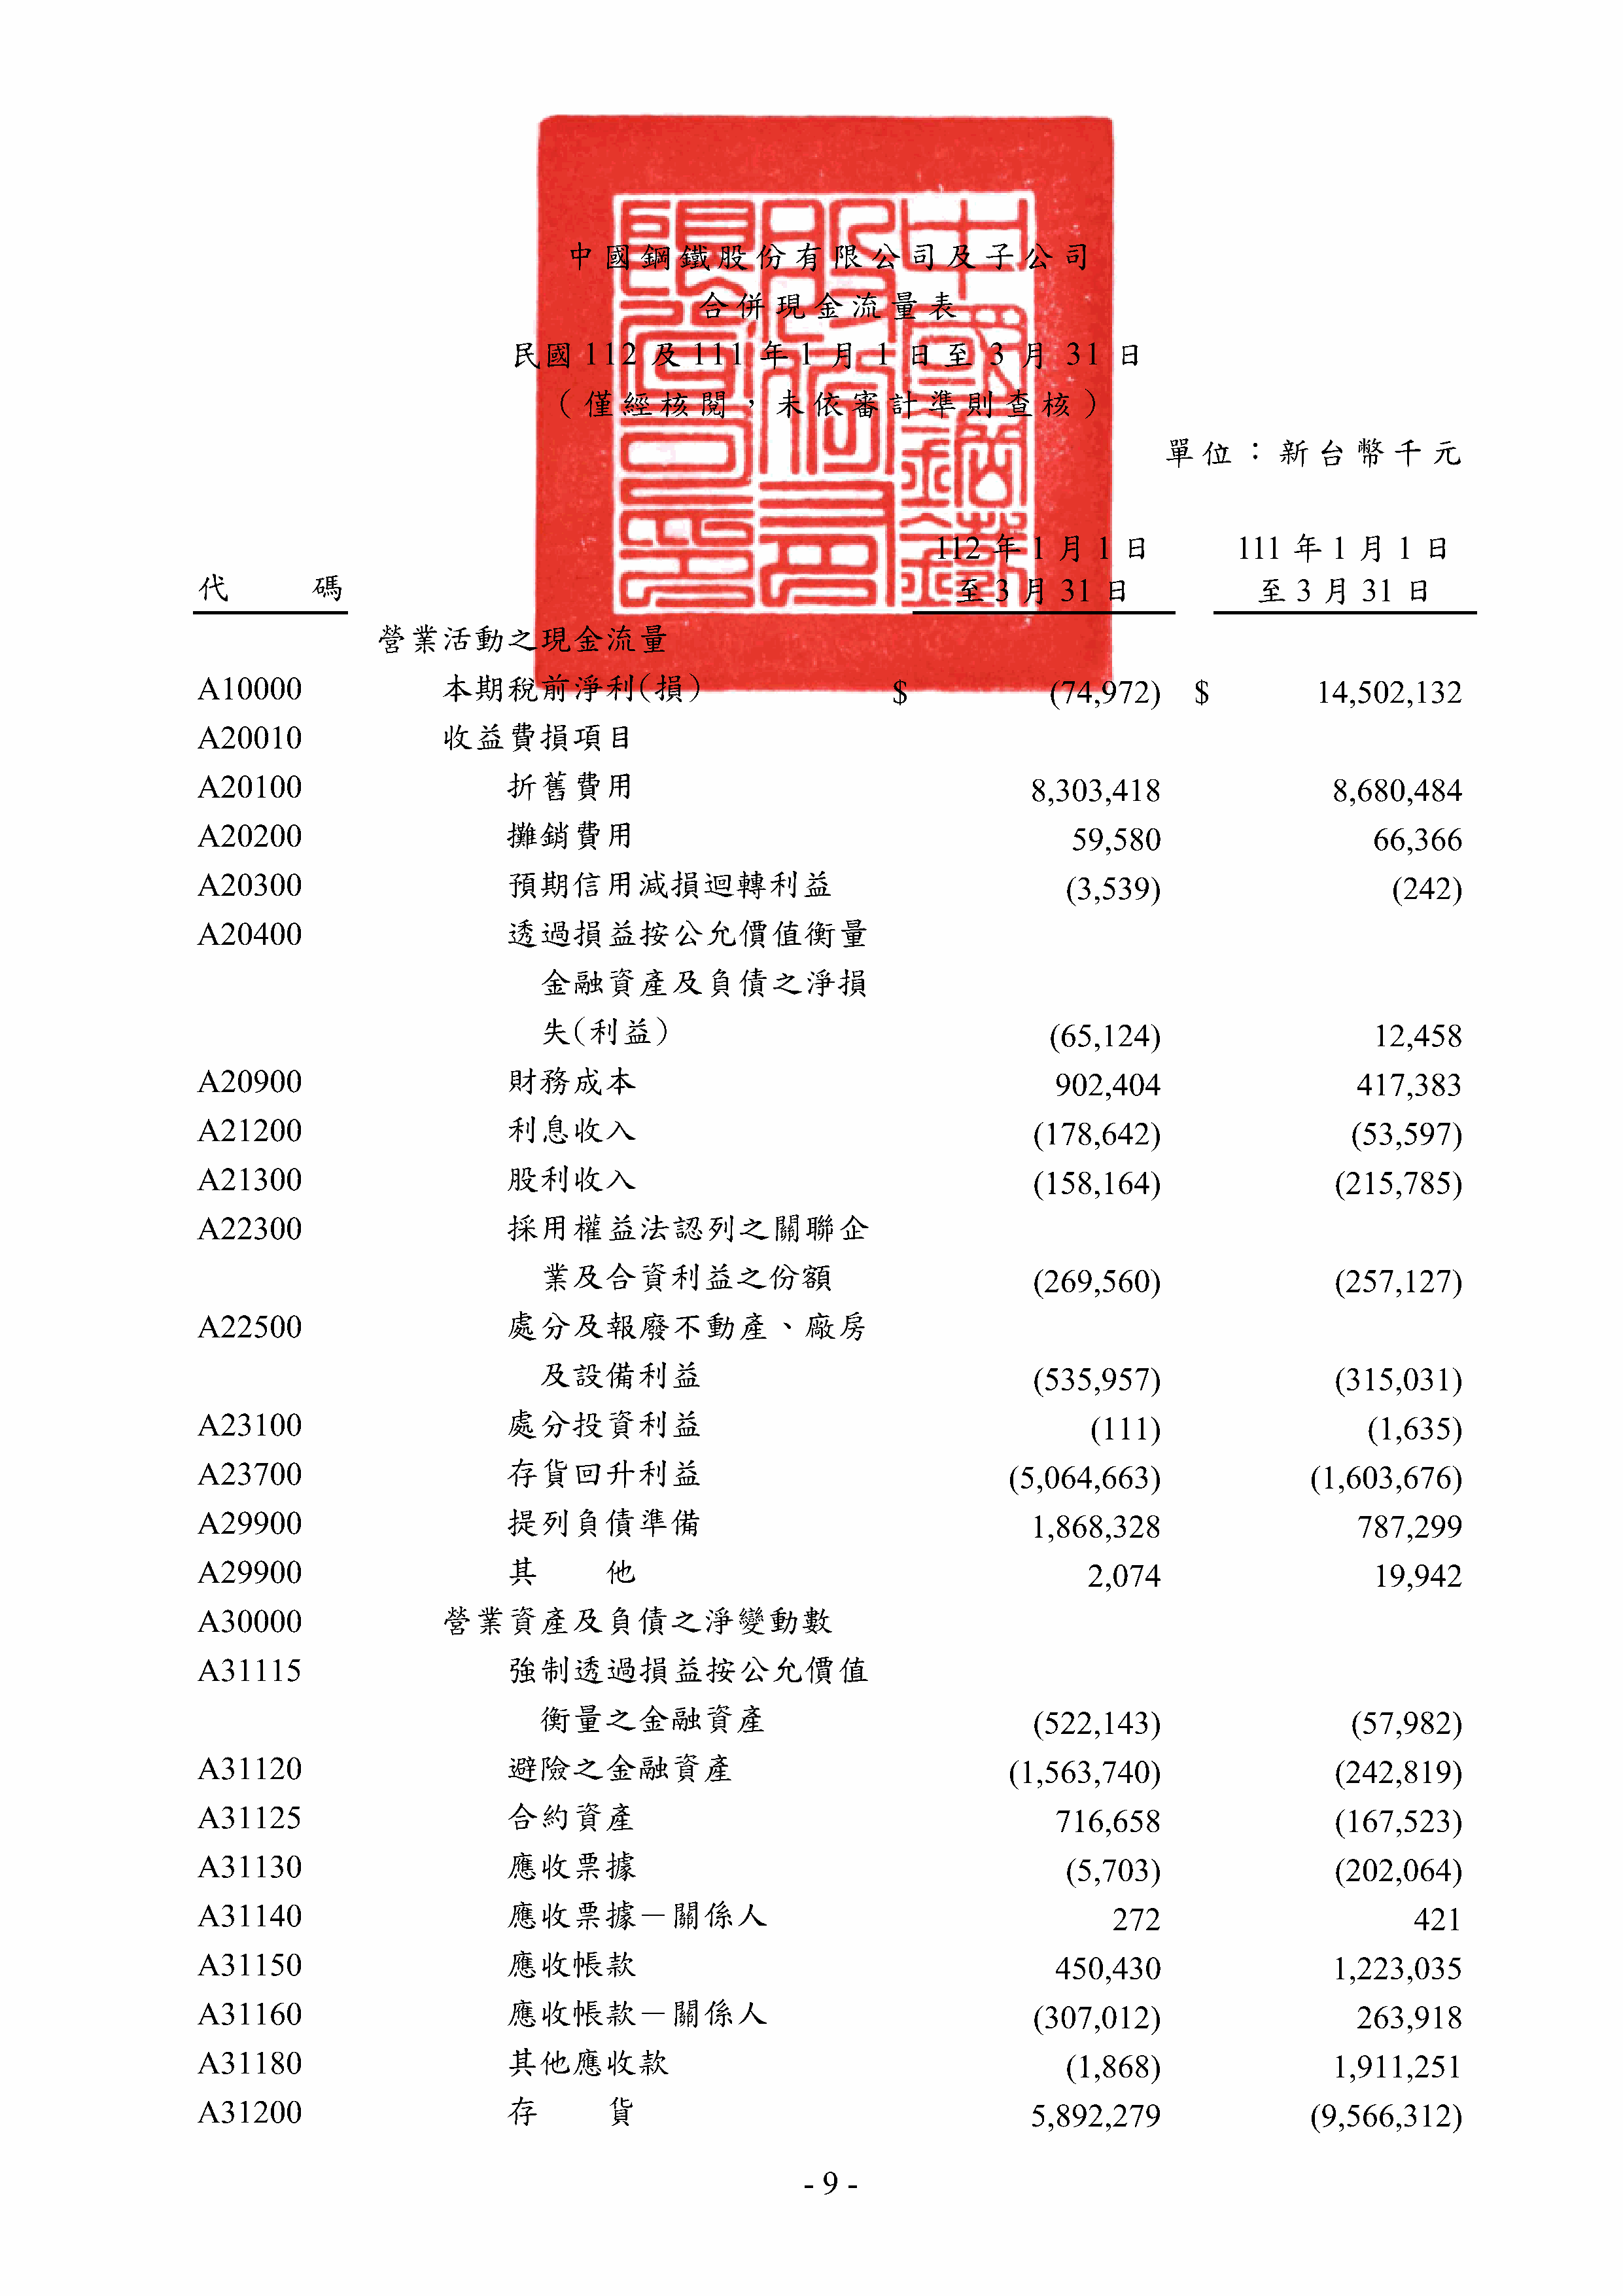 中國鋼鐵股份有限公司及子公司
合併現金流量表
民國 112 及 111 年 1 月 1 日至 3 月 31 日
（僅經核閱，未依審計準則查核）
單位：新台幣千元
112 年 1 月 1 日 111 年 1 月 1 日
代 碼 至 3 月 31 日 至 3 月 31 日
營業活動之現金流量
A10000 本期稅前淨利(損) $ (74,972) $ 14,502,132
A20010 收益費損項目
A20100 折舊費用 8,303,418 8,680,484
A20200 攤銷費用 59,580 66,366
A20300 預期信用減損迴轉利益 (3,539) (242)
A20400 透過損益按公允價值衡量
金融資產及負債之淨損
失(利益) (65,124) 12,458
A20900 財務成本 902,404 417,383
A21200 利息收入 (178,642) (53,597)
A21300 股利收入 (158,164) (215,785)
A22300 採用權益法認列之關聯企
業及合資利益之份額 (269,560) (257,127)
A22500 處分及報廢不動產、廠房
及設備利益 (535,957) (315,031)
A23100 處分投資利益 (111) (1,635)
A23700 存貨回升利益 (5,064,663) (1,603,676)
A29900 提列負債準備 1,868,328 787,299
A29900 其 他 2,074 19,942
A30000 營業資產及負債之淨變動數
A31115 強制透過損益按公允價值
衡量之金融資產 (522,143) (57,982)
A31120 避險之金融資產 (1,563,740) (242,819)
A31125 合約資產 716,658 (167,523)
A31130 應收票據 (5,703) (202,064)
A31140 應收票據－關係人 272 421
A31150 應收帳款 450,430 1,223,035
A31160 應收帳款－關係人 (307,012) 263,918
A31180 其他應收款 (1,868) 1,911,251
A31200 存 貨 5,892,279 (9,566,312)
- 9 -